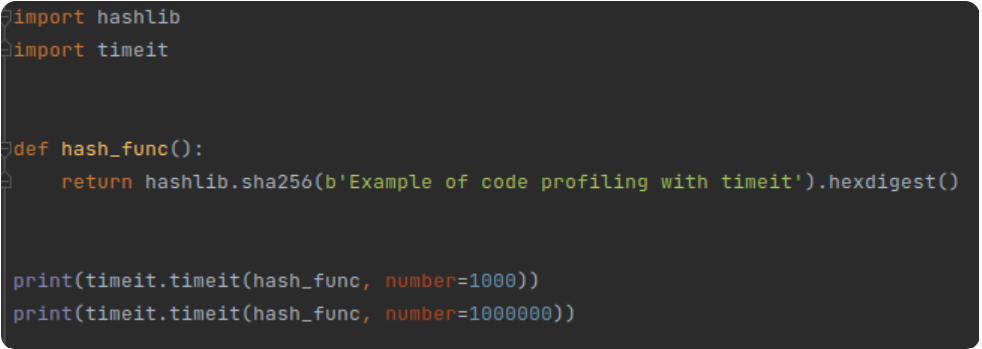 import hashlib
import timeit
def hash_func():
    return hashlib.sha256(b'Example of code profiling with timeit').hexdigest()
print(timeit.timeit(hash_func, number=1000))
print(timeit.timeit(hash_func, number=1000000))